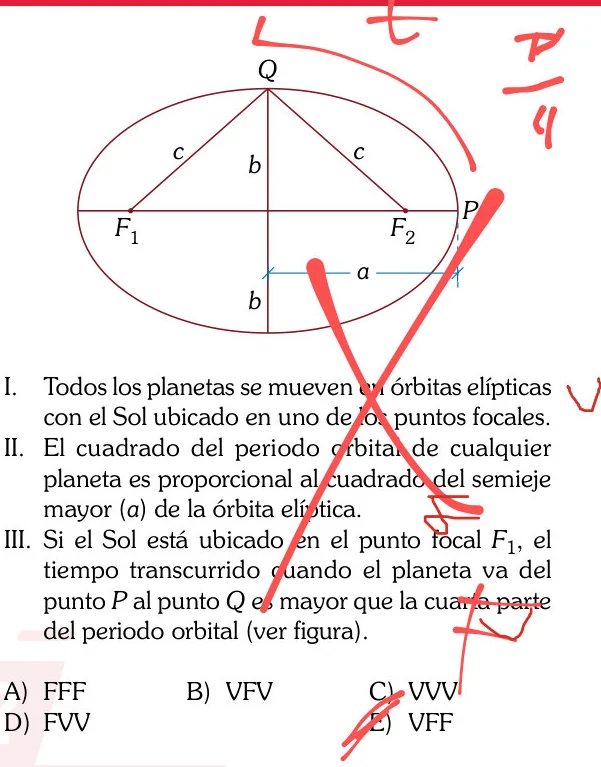 t
P
4
Q
c
b
c
F1
F2
P
a
b
I. Todos los planetas se mueven en órbitas elípticas
con el Sol ubicado en uno de los puntos focales.
II. El cuadrado del periodo orbital de cualquier
planeta es proporcional al cuadrado del semieje
mayor (a) de la órbita elíptica.
III. Si el Sol está ubicado en el punto focal F1, el
tiempo transcurrido cuando el planeta va del
punto P al punto Q es mayor que la cuarta parte
del periodo orbital (ver figura).
A) FFF B) VFV C) VVV
D) FVV E) VFF